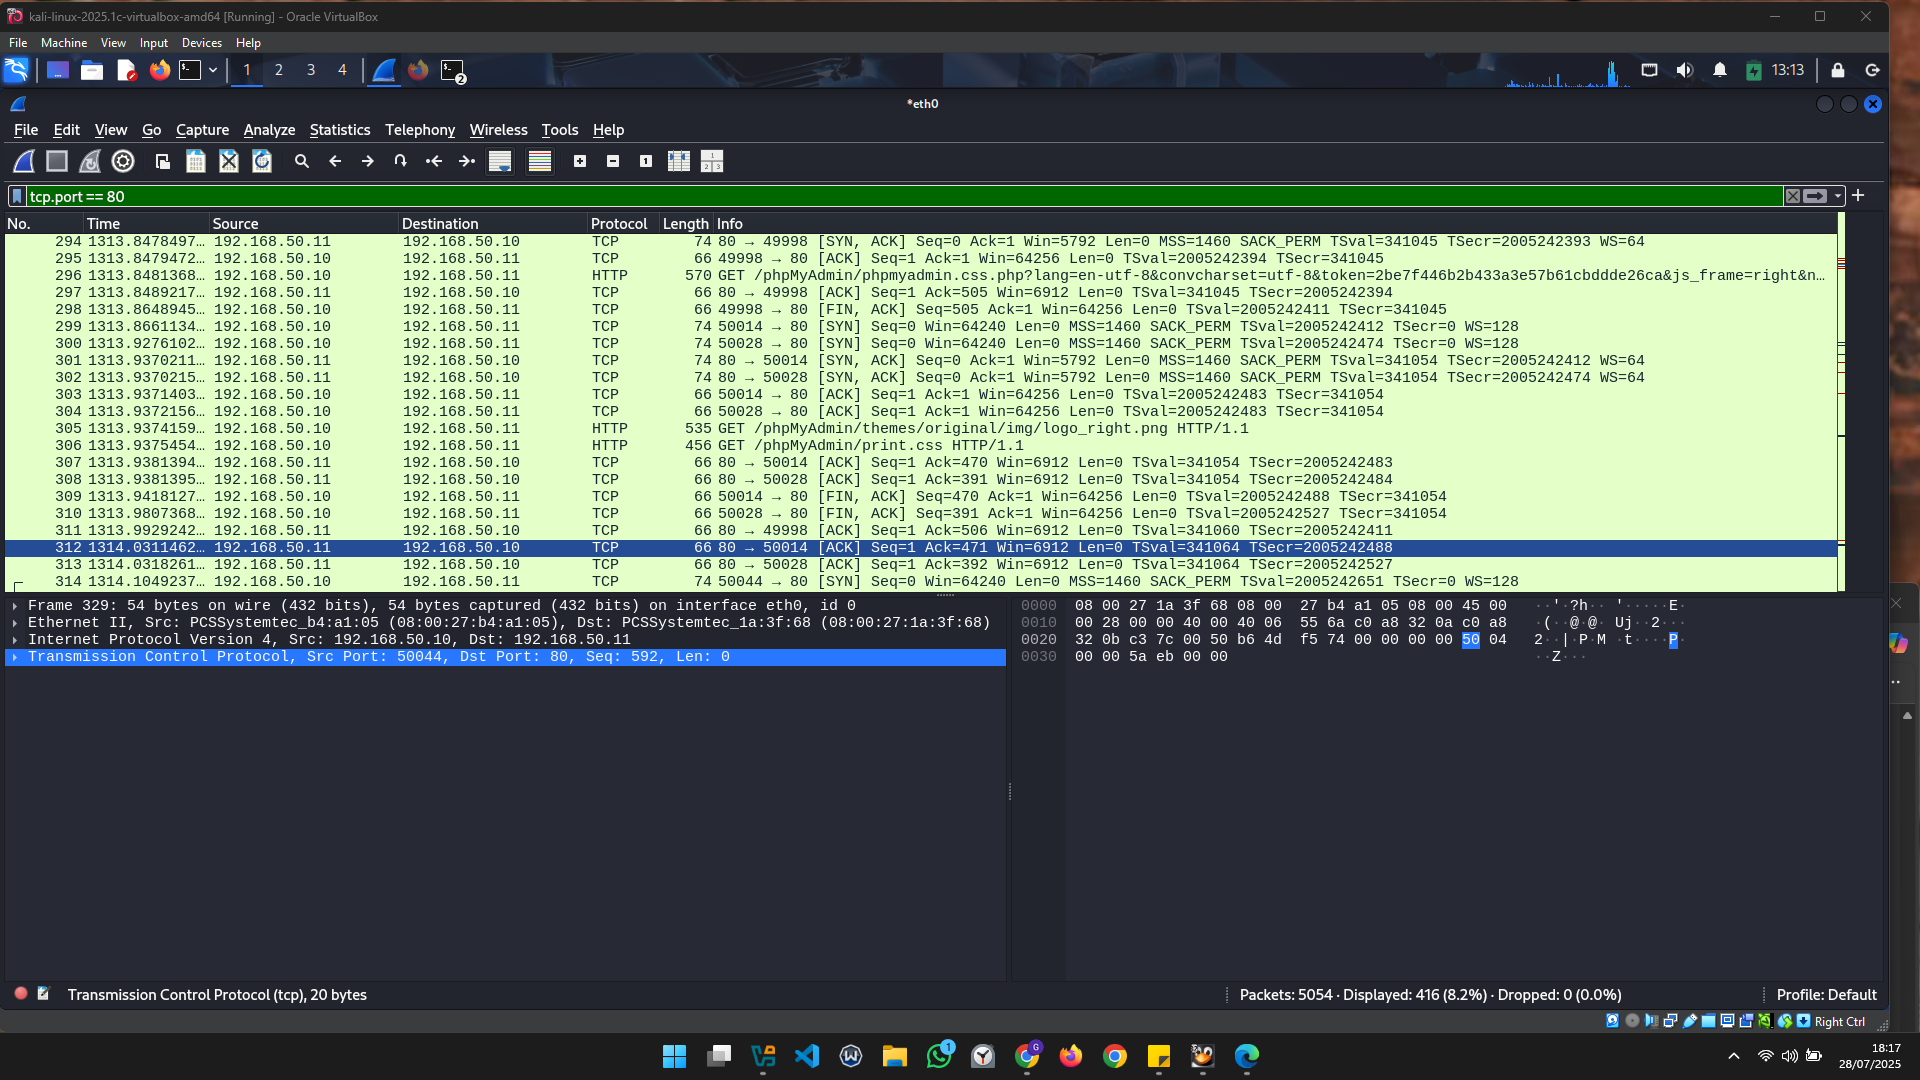 kali-linux-2025.1c-virtualbox-amd64 [Running] - Oracle VirtualBox
File Machine View Input Devices Help
1 2 3 4 2 13:13
*eth0
File Edit View Go Capture Analyze Statistics Telephony Wireless Tools Help
tcp.port == 80
No. Time Source Destination Protocol Length Info
294 1313.8478497… 192.168.50.11 192.168.50.10 TCP 74 80 → 49998 [SYN, ACK] Seq=0 Ack=1 Win=5792 Len=0 MSS=1460 SACK_PERM TSval=341045 TSecr=2005242393 WS=64
295 1313.8479472… 192.168.50.10 192.168.50.11 TCP 66 49998 → 80 [ACK] Seq=1 Ack=1 Win=64256 Len=0 TSval=2005242394 TSecr=341045
296 1313.8481368… 192.168.50.10 192.168.50.11 HTTP 570 GET /phpMyAdmin/phpmyadmin.css.php?lang=en-utf-8&convcharset=utf-8&token=2be7f446b2b433a3e57b61cbddde26ca&js_frame=right&n…
297 1313.8489217… 192.168.50.11 192.168.50.10 TCP 66 80 → 49998 [ACK] Seq=1 Ack=505 Win=6912 Len=0 TSval=341045 TSecr=2005242394
298 1313.8648945… 192.168.50.10 192.168.50.11 TCP 66 49998 → 80 [FIN, ACK] Seq=505 Ack=1 Win=64256 Len=0 TSval=2005242411 TSecr=341045
299 1313.8661134… 192.168.50.10 192.168.50.11 TCP 74 50014 → 80 [SYN] Seq=0 Win=64240 Len=0 MSS=1460 SACK_PERM TSval=2005242412 TSecr=0 WS=128
300 1313.9276102… 192.168.50.10 192.168.50.11 TCP 74 50028 → 80 [SYN] Seq=0 Win=64240 Len=0 MSS=1460 SACK_PERM TSval=2005242474 TSecr=0 WS=128
301 1313.9370211… 192.168.50.11 192.168.50.10 TCP 74 80 → 50014 [SYN, ACK] Seq=0 Ack=1 Win=5792 Len=0 MSS=1460 SACK_PERM TSval=341054 TSecr=2005242412 WS=64
302 1313.9370215… 192.168.50.11 192.168.50.10 TCP 74 80 → 50028 [SYN, ACK] Seq=0 Ack=1 Win=5792 Len=0 MSS=1460 SACK_PERM TSval=341054 TSecr=2005242474 WS=64
303 1313.9371403… 192.168.50.10 192.168.50.11 TCP 66 50014 → 80 [ACK] Seq=1 Ack=1 Win=64256 Len=0 TSval=2005242483 TSecr=341054
304 1313.9372156… 192.168.50.10 192.168.50.11 TCP 66 50028 → 80 [ACK] Seq=1 Ack=1 Win=64256 Len=0 TSval=2005242483 TSecr=341054
305 1313.9374159… 192.168.50.10 192.168.50.11 HTTP 535 GET /phpMyAdmin/themes/original/img/logo_right.png HTTP/1.1
306 1313.9375454… 192.168.50.10 192.168.50.11 HTTP 456 GET /phpMyAdmin/print.css HTTP/1.1
307 1313.9381394… 192.168.50.11 192.168.50.10 TCP 66 80 → 50014 [ACK] Seq=1 Ack=470 Win=6912 Len=0 TSval=341054 TSecr=2005242483
308 1313.9381395… 192.168.50.11 192.168.50.10 TCP 66 80 → 50028 [ACK] Seq=1 Ack=391 Win=6912 Len=0 TSval=341054 TSecr=2005242484
309 1313.9418127… 192.168.50.10 192.168.50.11 TCP 66 50014 → 80 [FIN, ACK] Seq=470 Ack=1 Win=64256 Len=0 TSval=2005242488 TSecr=341054
310 1313.9807368… 192.168.50.10 192.168.50.11 TCP 66 50028 → 80 [FIN, ACK] Seq=391 Ack=1 Win=64256 Len=0 TSval=2005242527 TSecr=341054
311 1313.9929242… 192.168.50.11 192.168.50.10 TCP 66 80 → 49998 [ACK] Seq=1 Ack=506 Win=6912 Len=0 TSval=341060 TSecr=2005242411
312 1314.0311462… 192.168.50.11 192.168.50.10 TCP 66 80 → 50014 [ACK] Seq=1 Ack=471 Win=6912 Len=0 TSval=341064 TSecr=2005242488
313 1314.0318261… 192.168.50.11 192.168.50.10 TCP 66 80 → 50028 [ACK] Seq=1 Ack=392 Win=6912 Len=0 TSval=341064 TSecr=2005242527
314 1314.1049237… 192.168.50.10 192.168.50.11 TCP 74 50044 → 80 [SYN] Seq=0 Win=64240 Len=0 MSS=1460 SACK_PERM TSval=2005242651 TSecr=0 WS=128
Frame 329: 54 bytes on wire (432 bits), 54 bytes captured (432 bits) on interface eth0, id 0
Ethernet II, Src: PCSSystemtec_b4:a1:05 (08:00:27:b4:a1:05), Dst: PCSSystemtec_1a:3f:68 (08:00:27:1a:3f:68)
Internet Protocol Version 4, Src: 192.168.50.10, Dst: 192.168.50.11
Transmission Control Protocol, Src Port: 50044, Dst Port: 80, Seq: 592, Len: 0
0000 08 00 27 1a 3f 68 08 00 27 b4 a1 05 08 00 45 00 ··'·?h·· '·····E·
0010 00 28 00 00 40 00 40 06 55 6a c0 a8 32 0a c0 a8 ·(··@·@· Uj··2···
0020 32 0b c3 7c 00 50 b6 4d f5 74 00 00 00 00 50 04 2··|·P·M ·t····P·
0030 00 00 5a eb 00 00 ··Z···
Transmission Control Protocol (tcp), 20 bytes
Packets: 5054 · Displayed: 416 (8.2%) · Dropped: 0 (0.0%)
Profile: Default
Right Ctrl
1
G
18:17
28/07/2025